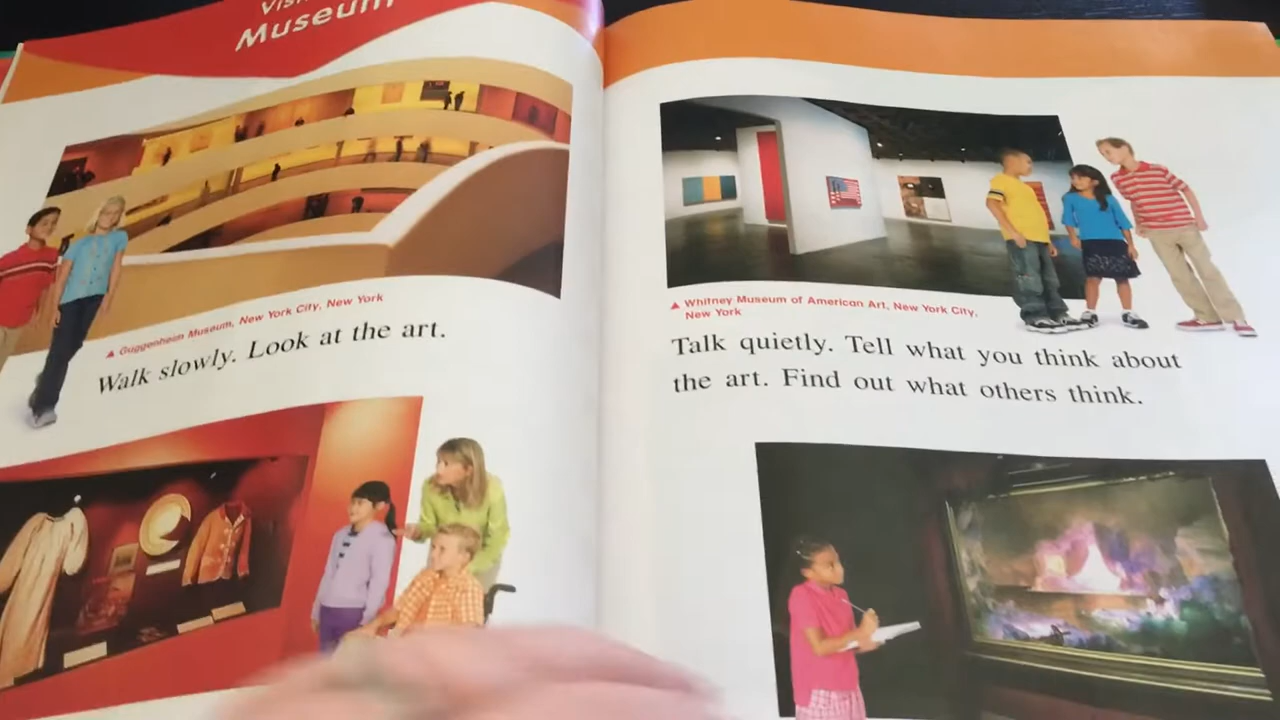 Museum
▲ Guggenheim Museum, New York City, New York
Walk slowly. Look at the art.
▲ Whitney Museum of American Art, New York City,
New York
Talk quietly. Tell what you think about
the art. Find out what others think.